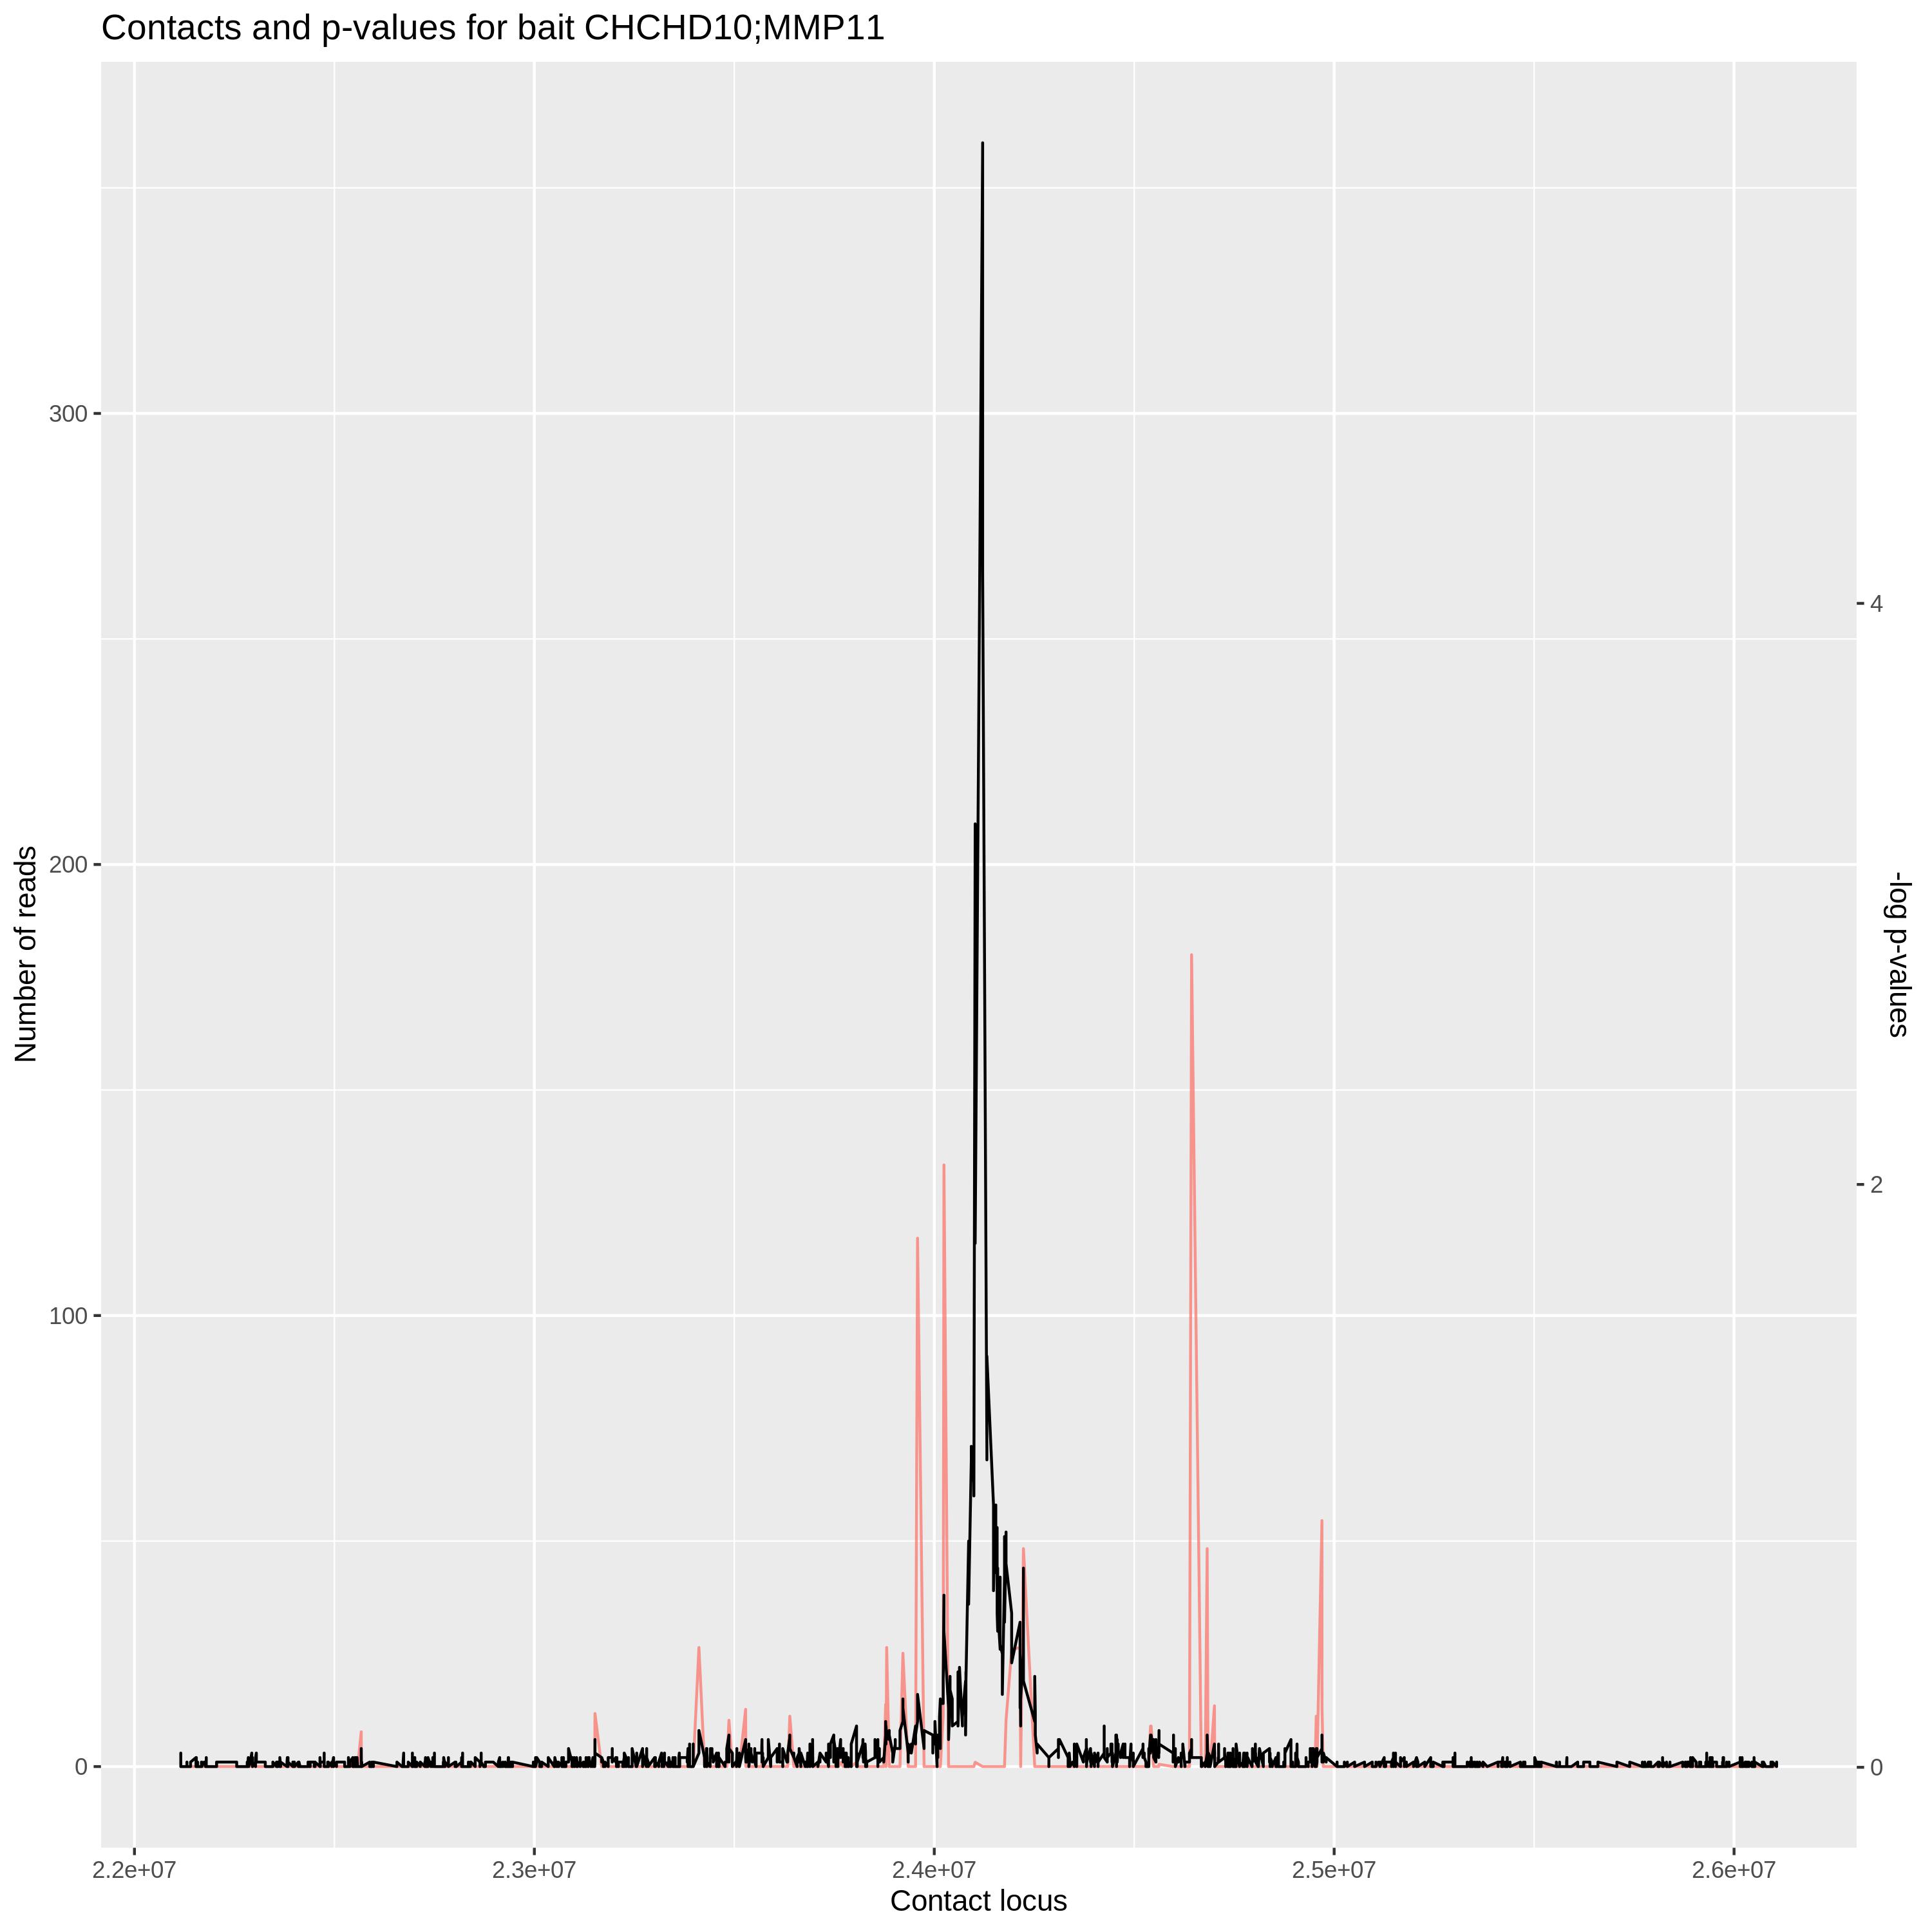 Contacts and p-values for bait CHCHD10;MMP11
300
200
100
0
Number of reads
4
2
0
-log p-values
2.2e+07
2.3e+07
2.4e+07
2.5e+07
2.6e+07
Contact locus